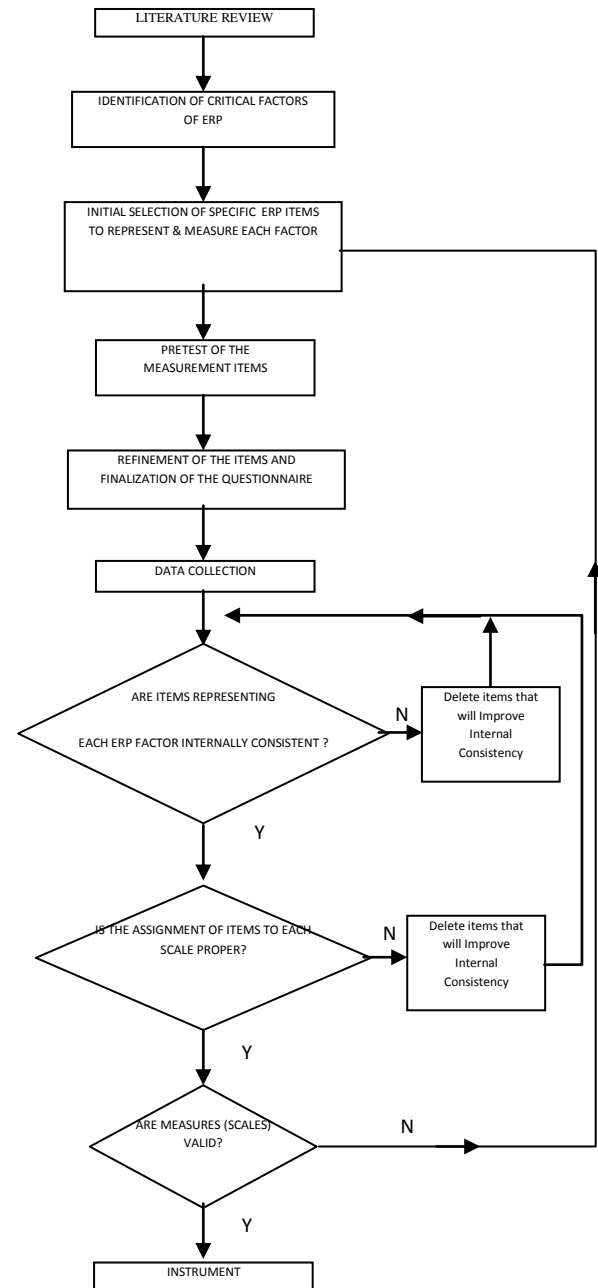 LITERATURE REVIEW
IDENTIFICATION OF CRITICAL FACTORS
OF ERP
INITIAL SELECTION OF SPECIFIC ERP ITEMS
TO REPRESENT & MEASURE EACH FACTOR
PRETEST OF THE
MEASUREMENT ITEMS
REFINEMENT OF THE ITEMS AND
FINALIZATION OF THE QUESTIONNAIRE
DATA COLLECTION
ARE ITEMS REPRESENTING
EACH ERP FACTOR INTERNALLY CONSISTENT ?
N
Delete items that
will Improve
Internal
Consistency
Y
IS THE ASSIGNMENT OF ITEMS TO EACH
SCALE PROPER?
N
Delete items that
will Improve
Internal
Consistency
Y
ARE MEASURES (SCALES)
VALID?
N
Y
INSTRUMENT